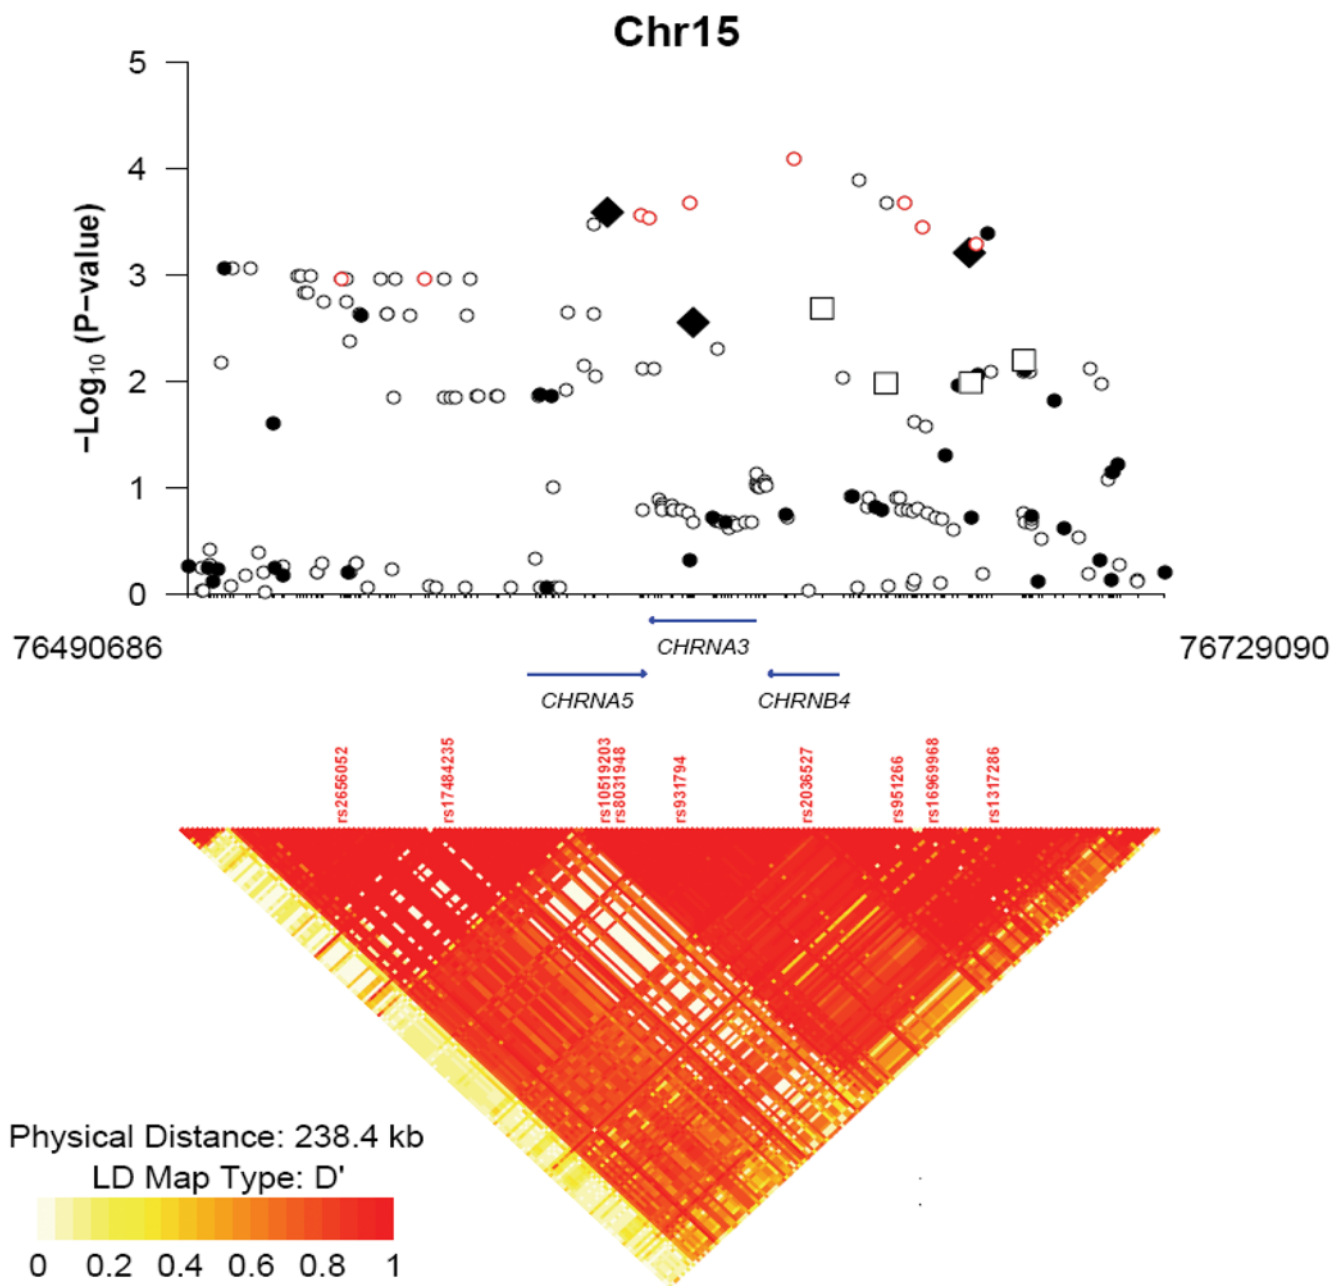 Chr15
5
4
3
2
1
0
−Log10 (P−value)
76490686
76729090
CHRNA3
CHRNA5
CHRNB4
rs2656052
rs17484235
rs10519203
rs8031948
rs931794
rs2036527
rs951266
rs16969968
rs1317286
Physical Distance: 238.4 kb
LD Map Type: D'
0 0.2 0.4 0.6 0.8 1